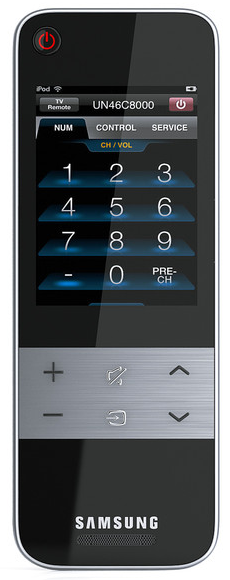 iPod
TV Remote UN46C8000
NUM CONTROL SERVICE
CH / VOL
1 2 3
4 5 6
7 8 9
- 0 PRE-CH
+
−
SAMSUNG